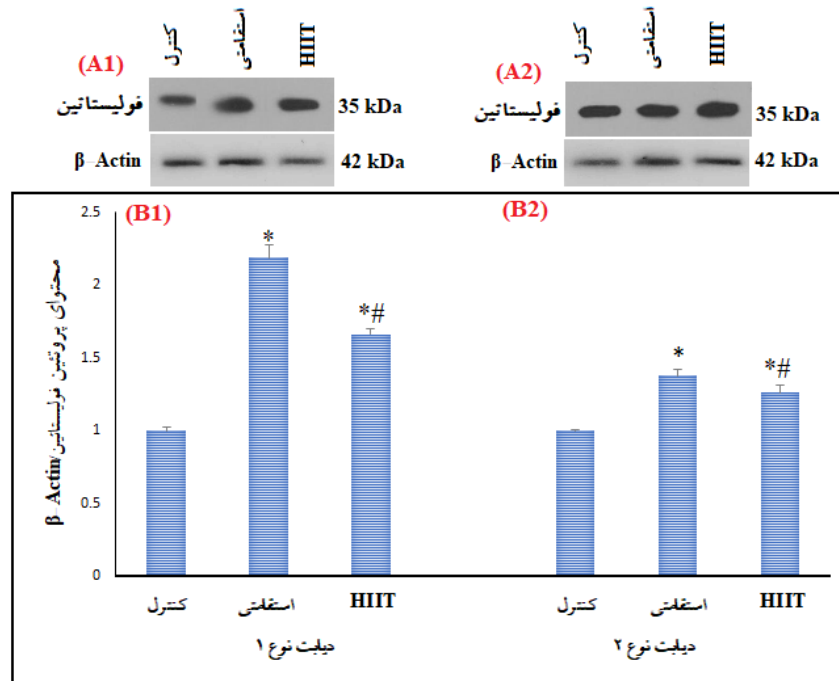 (A1)
کنترل
استقامتی
HIIT
فولیستاتین
35 kDa
β-Actin
42 kDa
(A2)
کنترل
استقامتی
HIIT
فولیستاتین
35 kDa
β-Actin
42 kDa
(B1)
(B2)
محتوای پروتئین فولیستاتین/β-Actin
2.5
2
1.5
1
0.5
0
*
*#
*
*#
کنترل
استقامتی
HIIT
کنترل
استقامتی
HIIT
دیابت نوع ۱
دیابت نوع ۲